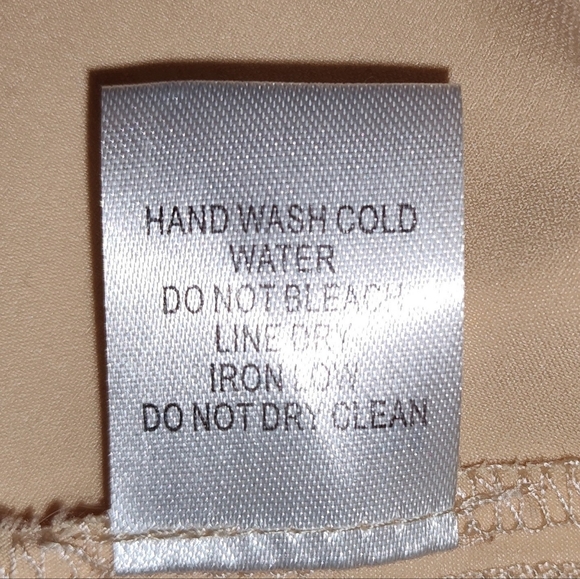 HAND WASH COLD
WATER
DO NOT BLEACH
LINE DRY
IRON LOW
DO NOT DRY CLEAN